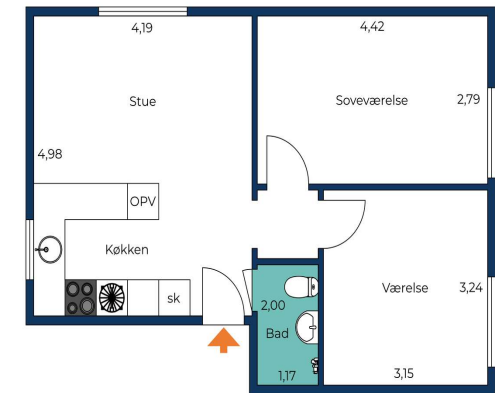 4,19
4,42
Stue
Soveværelse
2,79
4,98
OPV
Køkken
sk
2,00
Bad
1,17
Værelse
3,24
3,15